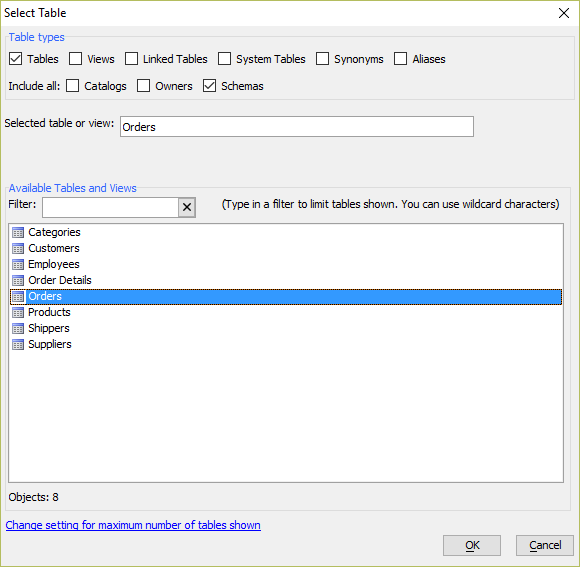 Select Table
Table types
Tables Views Linked Tables System Tables Synonyms Aliases
Include all: Catalogs Owners Schemas
Selected table or view: Orders
Available Tables and Views
Filter: (Type in a filter to limit tables shown. You can use wildcard characters)
Categories
Customers
Employees
Order Details
Orders
Products
Shippers
Suppliers
Objects: 8
Change setting for maximum number of tables shown
OK Cancel